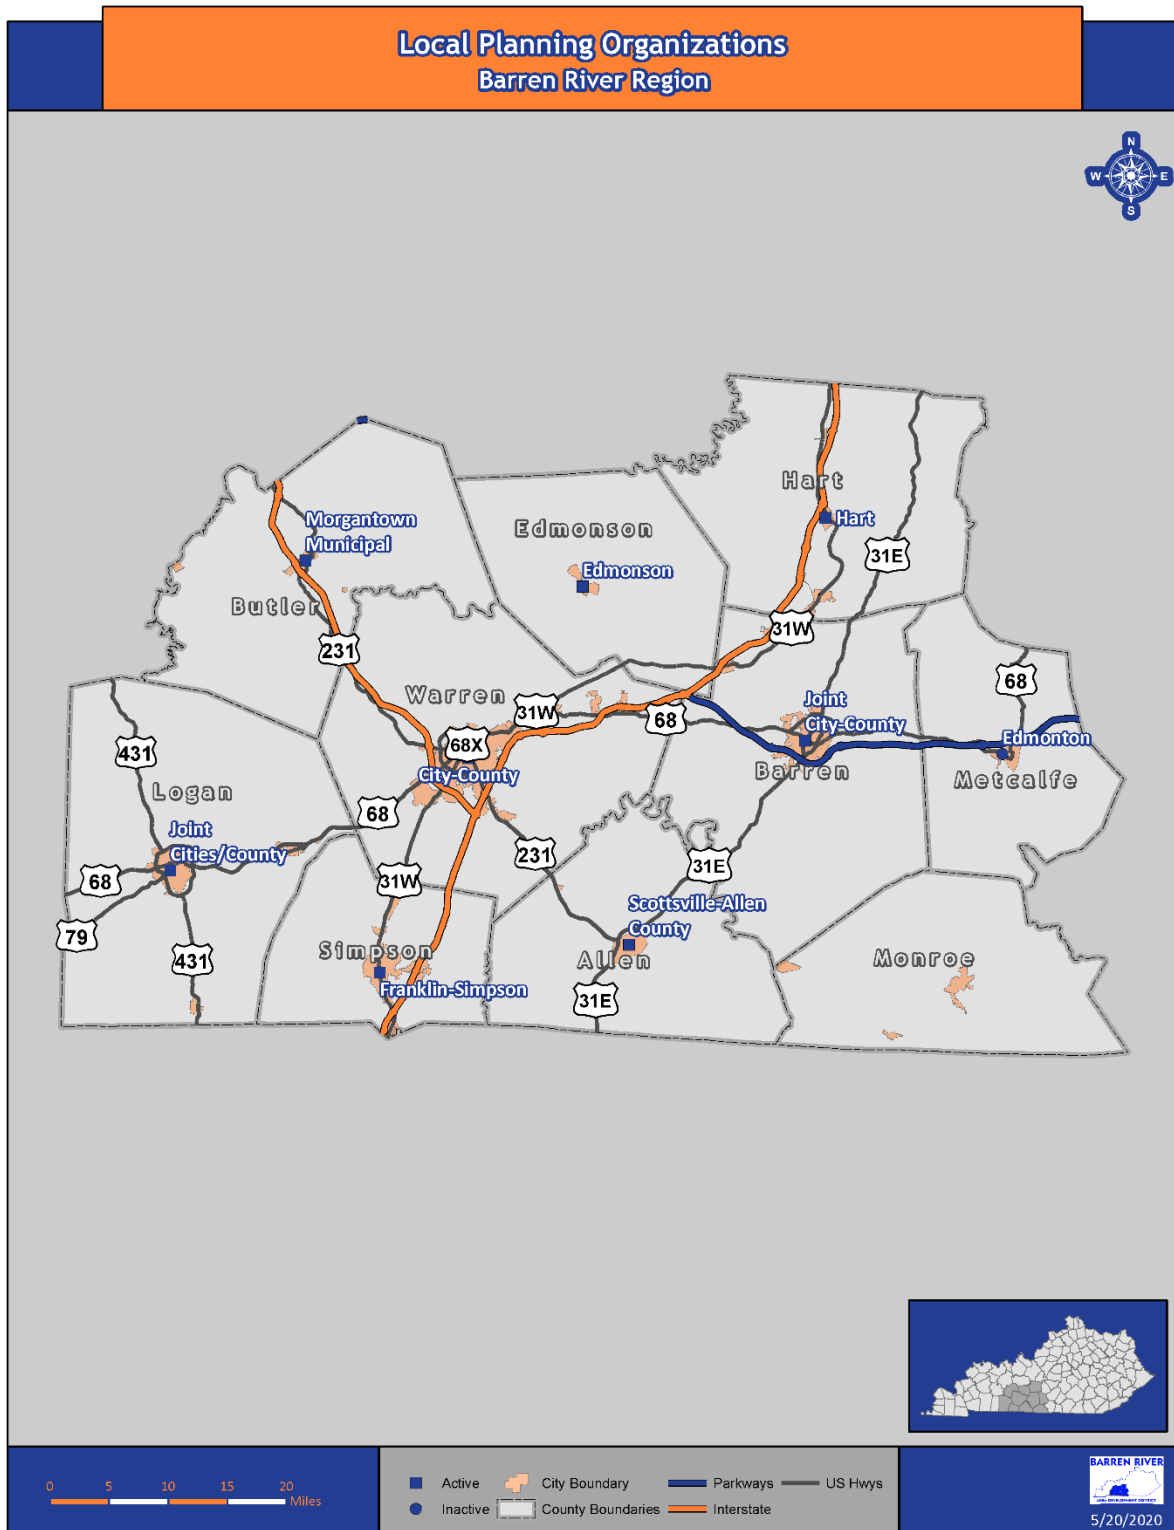 Local Planning Organizations
Barren River Region
N
W E
S
Hart
Hart
Morgantown
Municipal
Edmonson
Edmonson
31E
Butler
31W
231
68
Warren
31W
68
Joint
City-County
68X
431
Edmonton
City-County
Barren
Metcalfe
Logan
68
Joint
Cities/County
231
31E
68
31W
Scottsville-Allen
County
79
431
Simpson
Allen
Monroe
Franklin-Simpson
31E
0 5 10 15 20
Miles
Active
City Boundary
Parkways
US Hwys
Inactive
County Boundaries
Interstate
BARREN RIVER
AREA DEVELOPMENT DISTRICT
5/20/2020